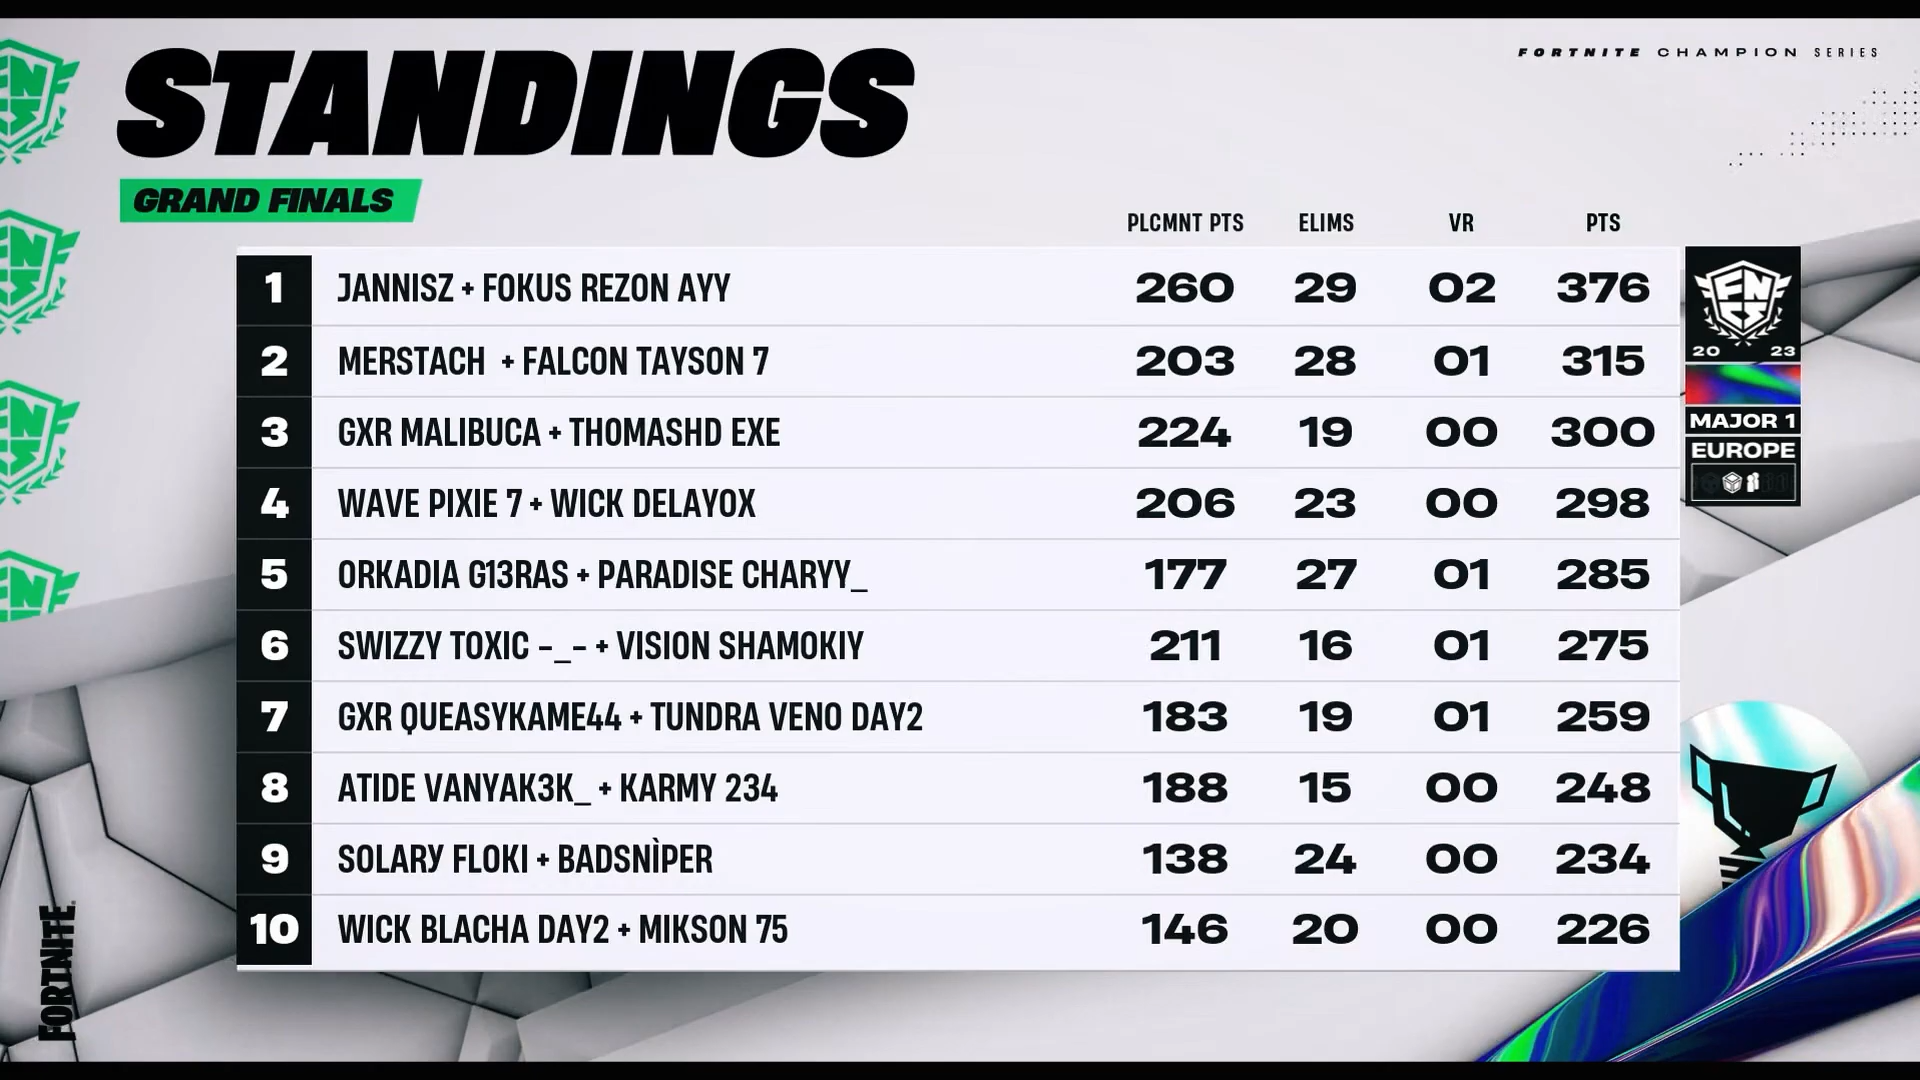 STANDINGS
FORTNITE CHAMPION SERIES
GRAND FINALS
PLCMNT PTS ELIMS VR PTS
1 JANNISZ + FOKUS REZON AYY 260 29 02 376
2 MERSTACH + FALCON TAYSON 7 203 28 01 315
3 GXR MALIBUCA + THOMASHD EXE 224 19 00 300
4 WAVE PIXIE 7 + WICK DELAYOX 206 23 00 298
5 ORKADIA G13RAS + PARADISE CHARYY_ 177 27 01 285
6 SWIZZY TOXIC -_- + VISION SHAMOKIY 211 16 01 275
7 GXR QUEASYKAME44 + TUNDRA VENO DAY2 183 19 01 259
8 ATIDE VANYAK3K_ + KARMY 234 188 15 00 248
9 SOLARY FLOKI + BADSNÌPER 138 24 00 234
10 WICK BLACHA DAY2 + MIKSON 75 146 20 00 226
FNCS
20 23
MAJOR 1
EUROPE
FORTNITE